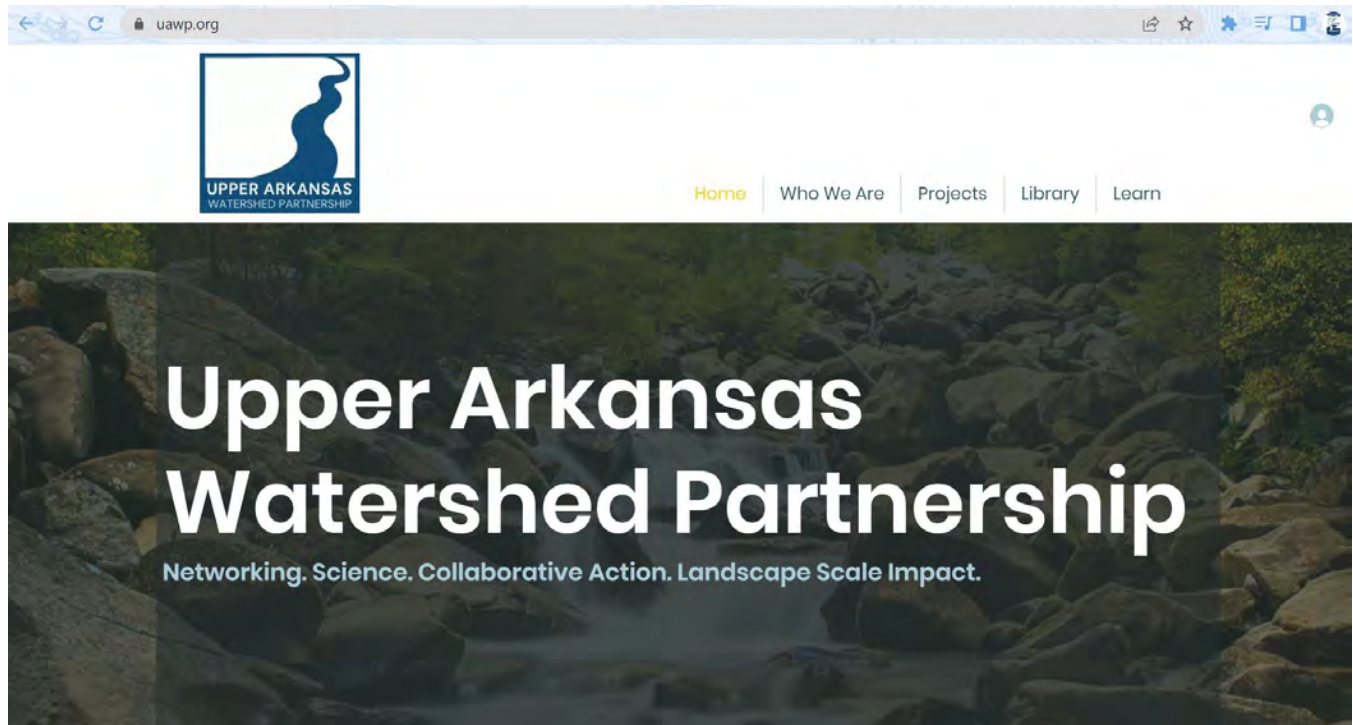 uawp.org
UPPER ARKANSAS
WATERSHED PARTNERSHIP
Home Who We Are Projects Library Learn
Upper Arkansas
Watershed Partnership
Networking. Science. Collaborative Action. Landscape Scale Impact.